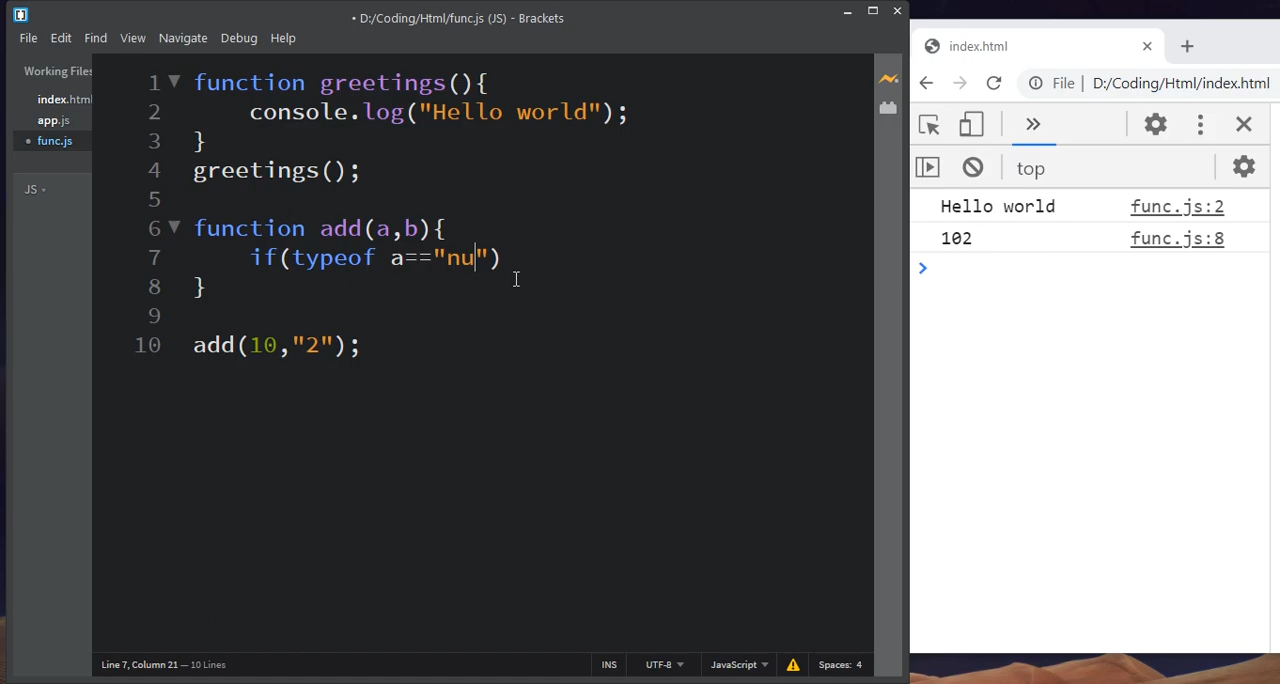 • D:/Coding/Html/func.js (JS) - Brackets
File Edit Find View Navigate Debug Help
Working Files
index.html
app.js
• func.js
JS
1 function greetings(){
2 console.log("Hello world");
3 }
4 greetings();
5
6 function add(a,b){
7 if(typeof a=="nu")
8 }
9
10 add(10,"2");
Line 7, Column 21 — 10 Lines
INS UTF-8 JavaScript Spaces: 4
index.html
File | D:/Coding/Html/index.html
top
Hello world func.js:2
102 func.js:8